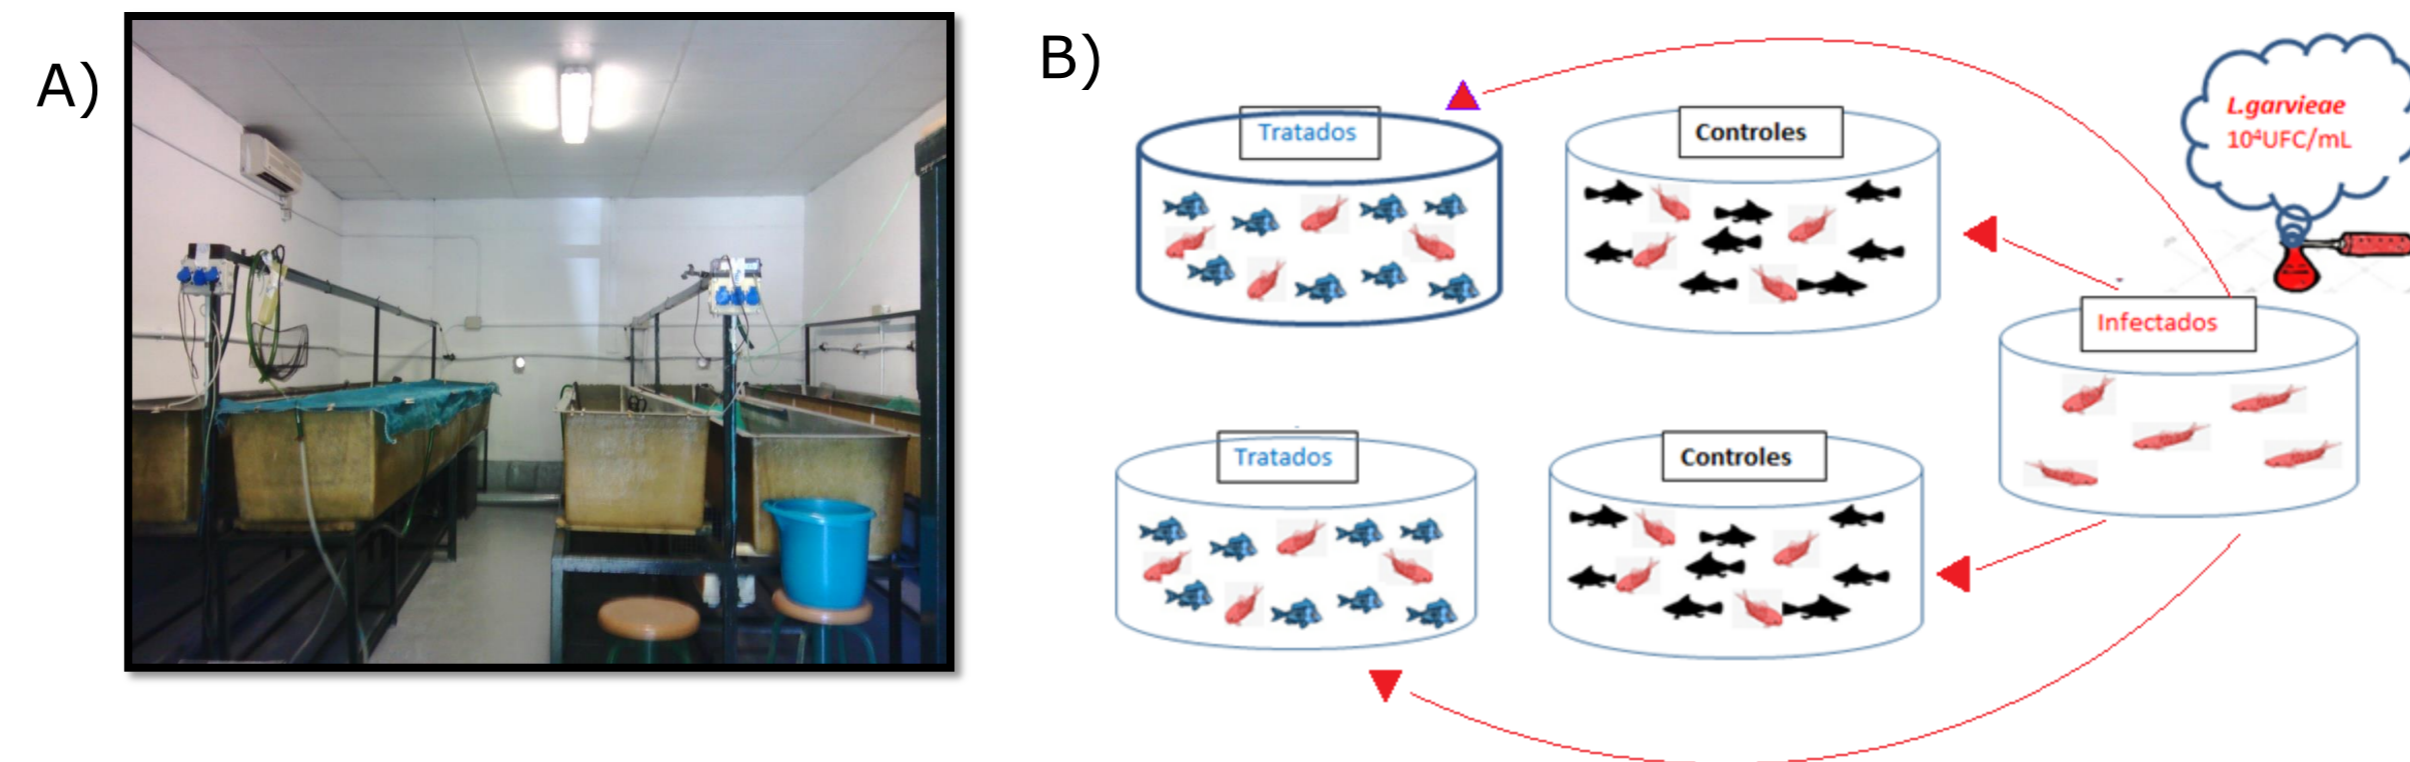 A)
B)
Tratados
Controles
L.garvieae
10⁴UFC/mL
Infectados
Tratados
Controles